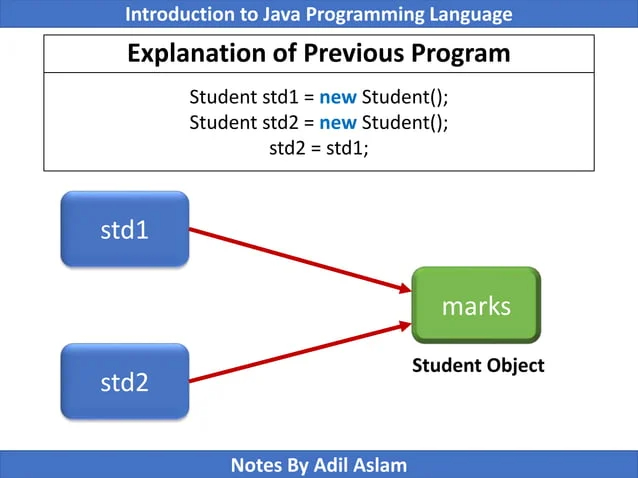 Introduction to Java Programming Language
Explanation of Previous Program
Student std1 = new Student();
Student std2 = new Student();
std2 = std1;
std1
marks
Student Object
std2
Notes By Adil Aslam